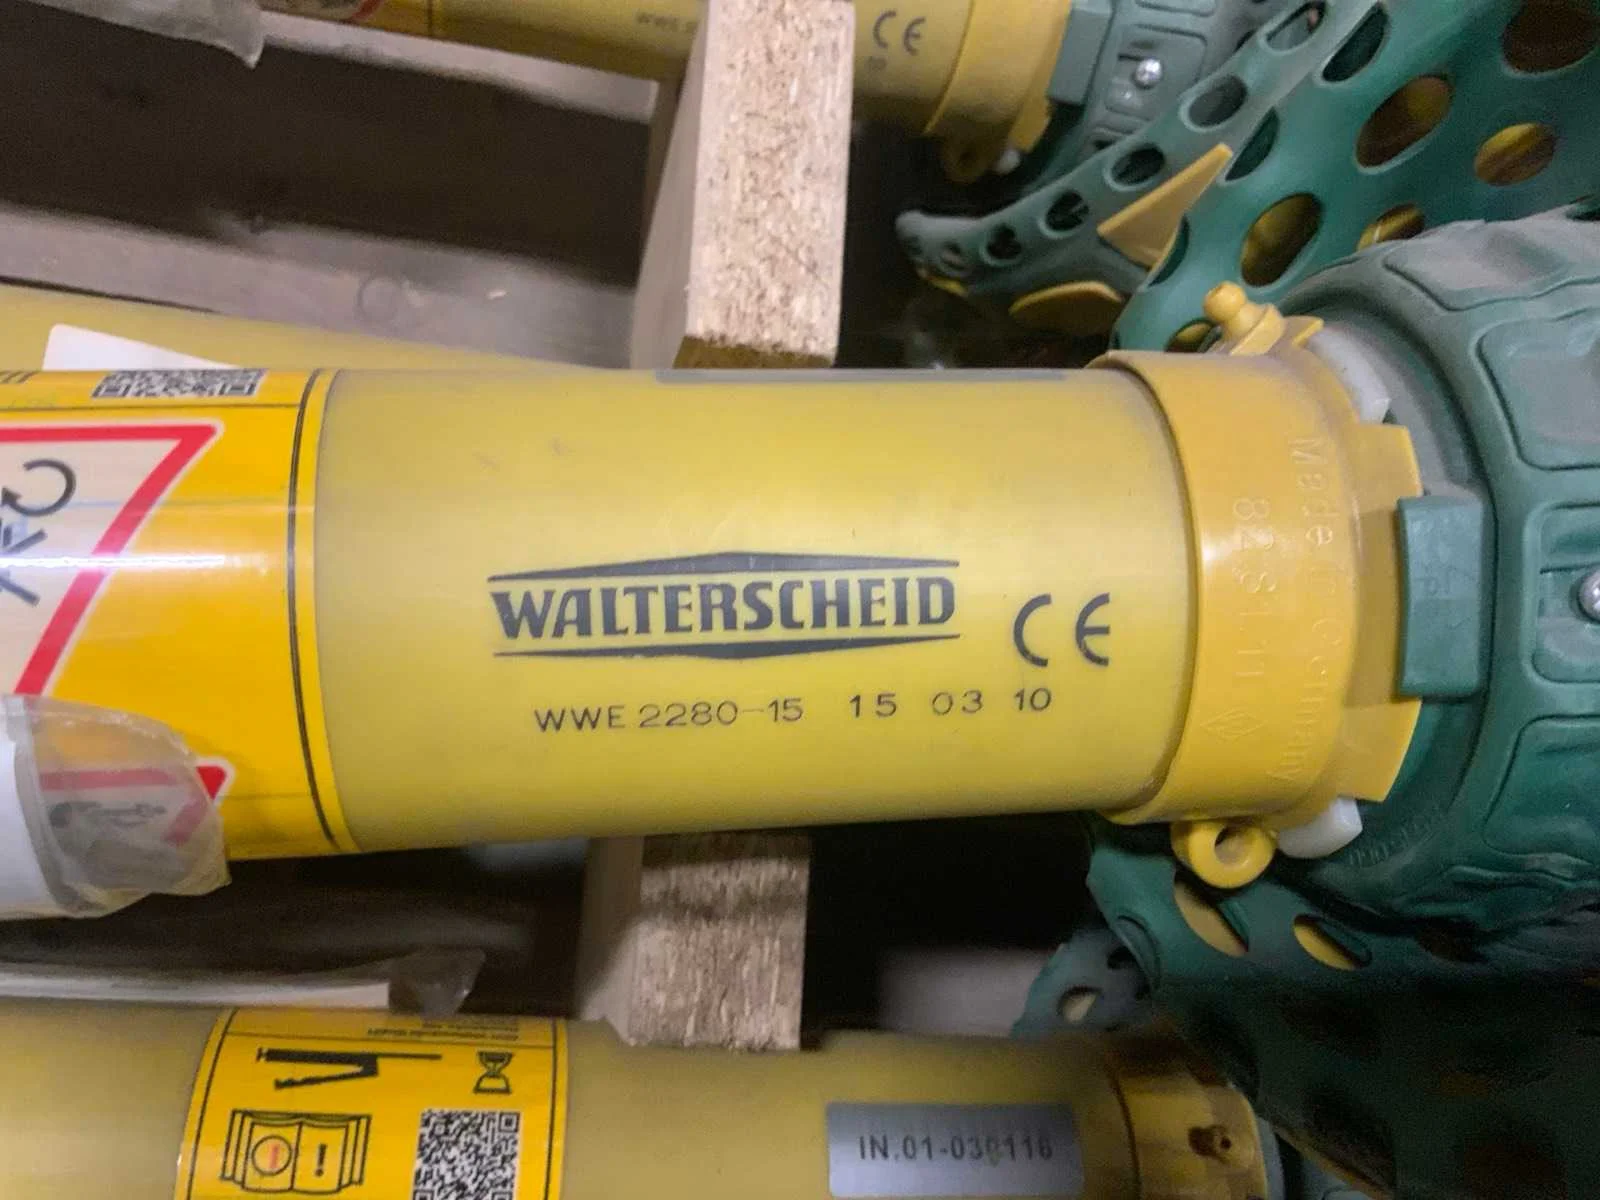 CE
WALTERSCHEID
CE
WWE 2280-15 15 03 10
Made in Germany
IN.01-030116